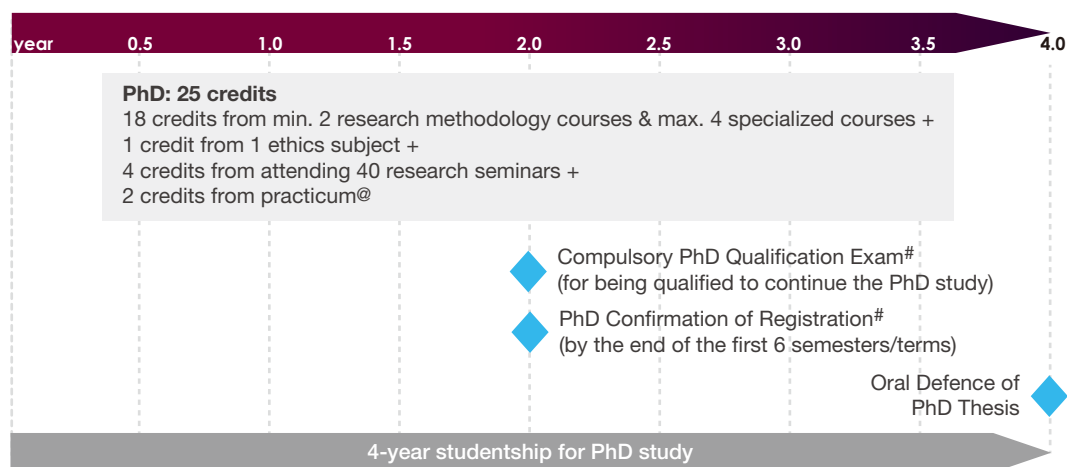 year 0.5 1.0 1.5 2.0 2.5 3.0 3.5 4.0
PhD: 25 credits
18 credits from min. 2 research methodology courses & max. 4 specialized courses +
1 credit from 1 ethics subject +
4 credits from attending 40 research seminars +
2 credits from practicum@
Compulsory PhD Qualification Exam#
(for being qualified to continue the PhD study)
PhD Confirmation of Registration#
(by the end of the first 6 semesters/terms)
Oral Defence of
PhD Thesis
4-year studentship for PhD study